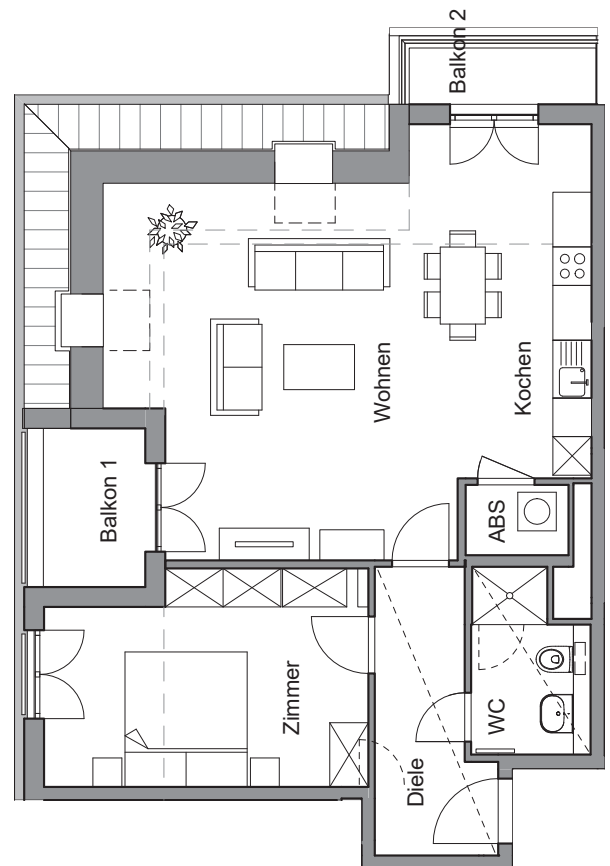 Balkon 2
Wohnen
Kochen
Balkon 1
ABS
Zimmer
WC
Diele